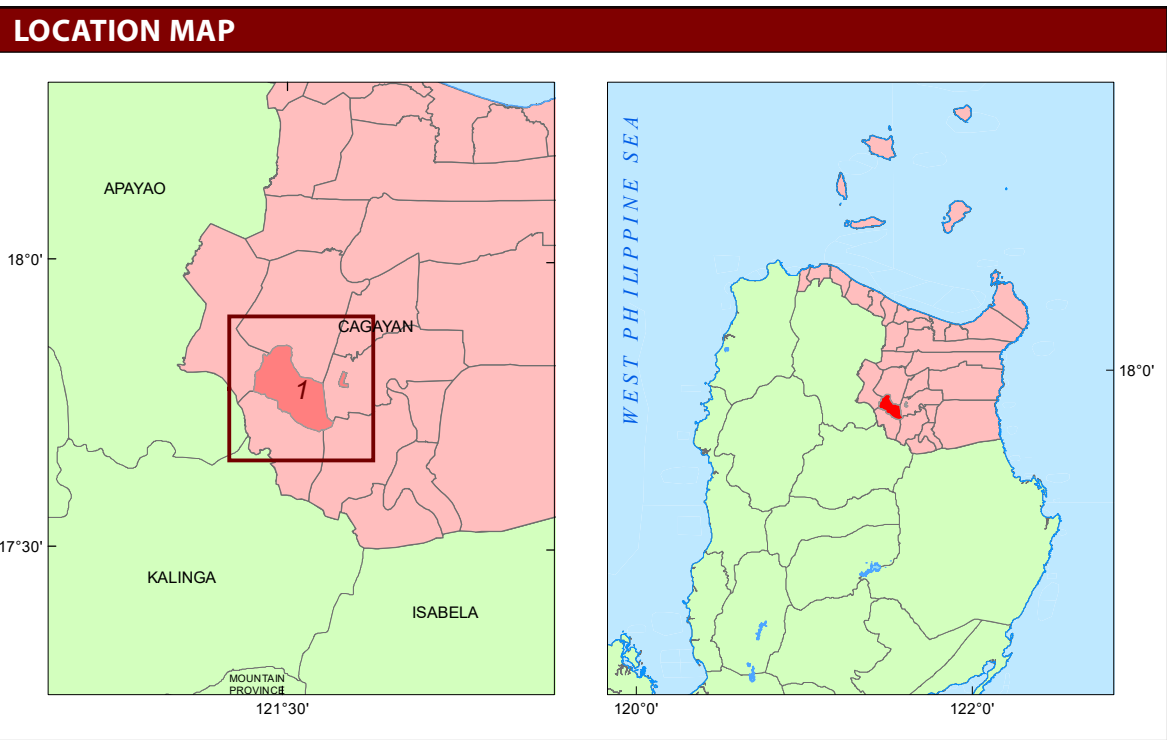 LOCATION MAP
APAYAO
18°0'
CAGAYAN
1
17°30'
KALINGA
ISABELA
MOUNTAIN
PROVINCE
121°30'
WEST PHILIPPINE SEA
18°0'
120°0'
122°0'